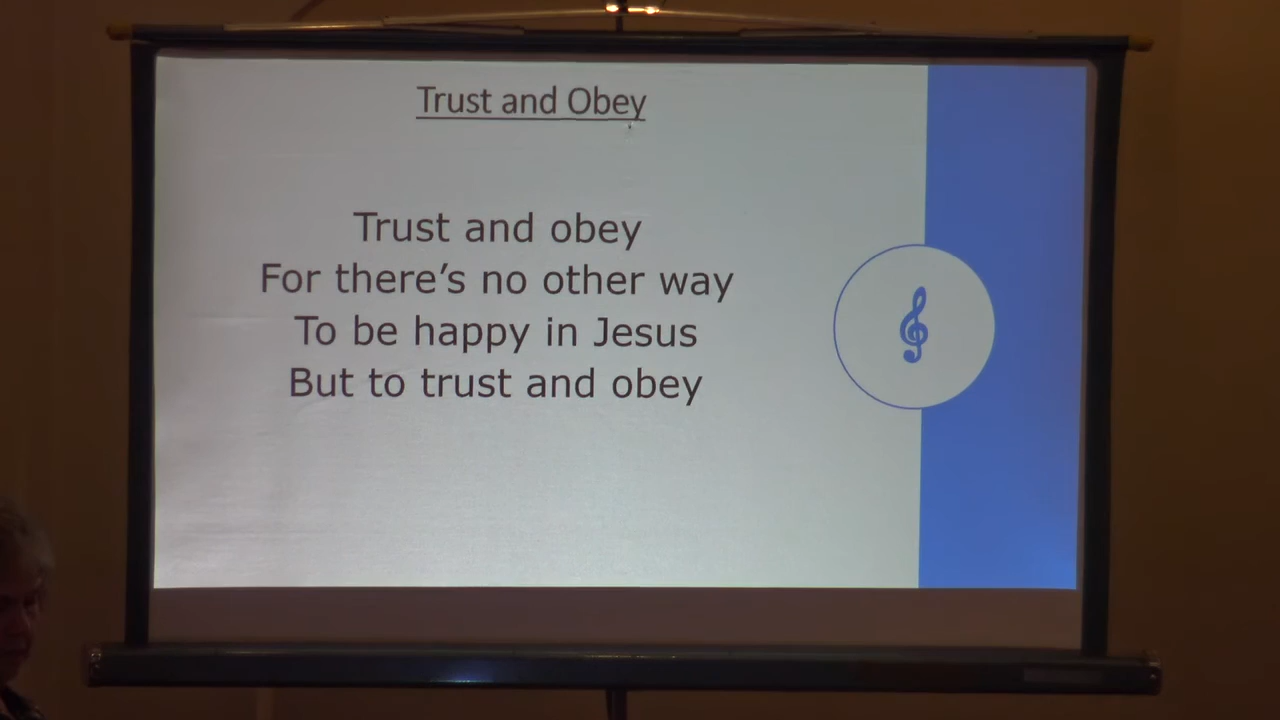 Trust and Obey
Trust and obey
For there's no other way
To be happy in Jesus
But to trust and obey